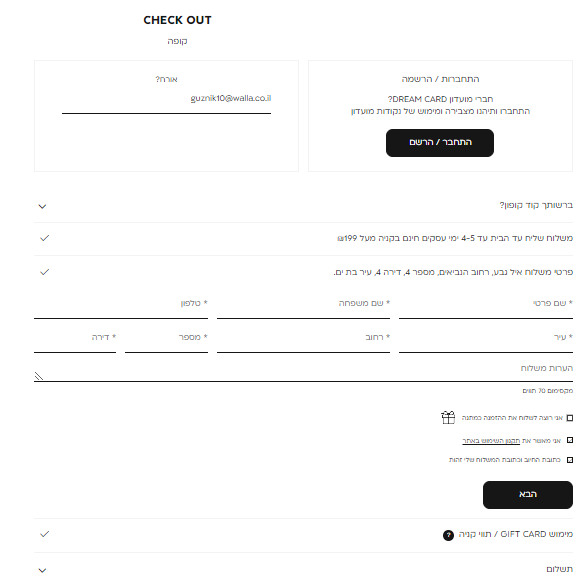 CHECK OUT
קופה
התחברות / הרשמה
חברי מועדון DREAM CARD?
התחברו ותיהנו מצבירה ומימוש של נקודות מועדון
התחבר / הרשם
אורח?
guznik10@walla.co.il
ברשותך קוד קופון?
משלוח שליח עד הבית עד 4-5 ימי עסקים חינם בקניה מעל 199₪
פרטי משלוח איל גבע, רחוב הנביאים, מספר 4, דירה 4, עיר בת ים.
* שם פרטי * שם משפחה * טלפון
* עיר * רחוב * מספר * דירה
הערות משלוח
מקסימום 70 תווים
אני רוצה לשלוח את ההזמנה כמתנה
אני מאשר את תקנון השימוש באתר
כתובת החיוב וכתובת המשלוח שלי זהות
הבא
מימוש GIFT CARD / תווי קניה ?
תשלום